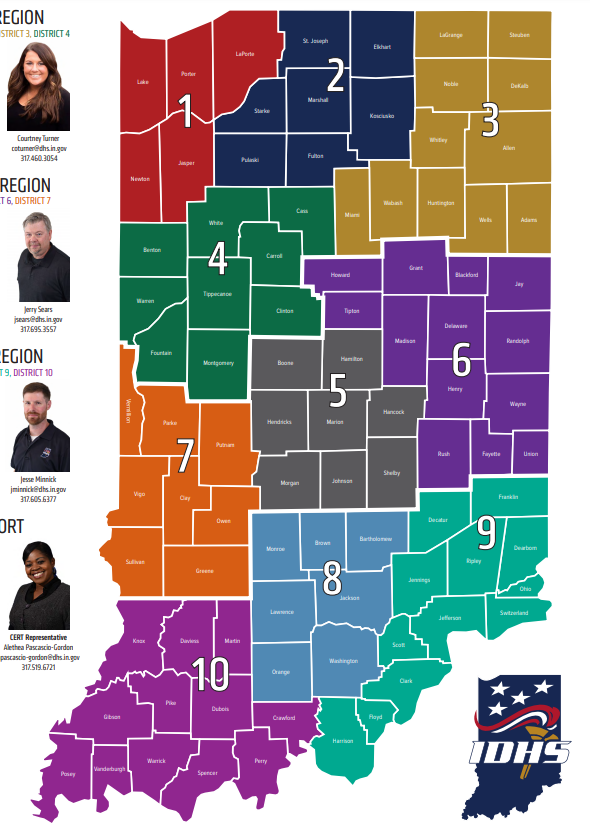 REGION
ISTRICT 3, DISTRICT 4
Courtney Turner
coturner@dhs.in.gov
317.460.3054
REGION
CT 6, DISTRICT 7
Jerry Sears
jsears@dhs.in.gov
317.695.3557
REGION
T 9, DISTRICT 10
Jesse Minnick
jminnick@dhs.in.gov
317.605.6377
ORT
CERT Representative
Alethea Pascascio-Gordon
pascascio-gordon@dhs.in.gov
317.519.6721
1
Lake
Porter
LaPorte
Newton
Jasper
2
St. Joseph
Elkhart
Marshall
Starke
Kosciusko
Pulaski
Fulton
3
LaGrange
Steuben
Noble
DeKalb
Whitley
Allen
Miami
Wabash
Huntington
Wells
Adams
4
White
Cass
Benton
Carroll
Tippecanoe
Warren
Clinton
Fountain
Montgomery
5
Boone
Hamilton
Hendricks
Marion
Hancock
Morgan
Johnson
Shelby
6
Howard
Grant
Blackford
Jay
Tipton
Madison
Delaware
Randolph
Henry
Wayne
Rush
Fayette
Union
7
Vermillion
Parke
Putnam
Vigo
Clay
Owen
Sullivan
Greene
8
Monroe
Brown
Bartholomew
Jackson
Lawrence
Orange
Washington
9
Decatur
Franklin
Ripley
Dearborn
Jennings
Ohio
Jefferson
Switzerland
Scott
Clark
Floyd
Harrison
10
Knox
Daviess
Martin
Pike
Dubois
Gibson
Crawford
Posey
Vanderburgh
Warrick
Spencer
Perry
IDHS